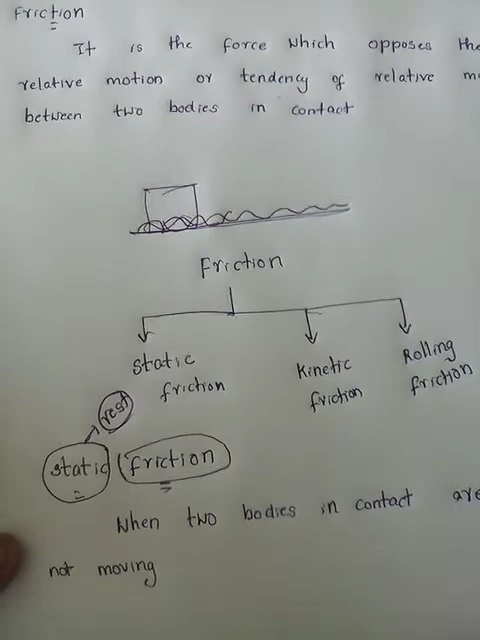 Friction
It is the force which opposes the
relative motion or tendency of relative
between two bodies in contact
Friction
Static friction
Kinetic friction
Rolling friction
rest
static friction
When two bodies in contact are
not moving